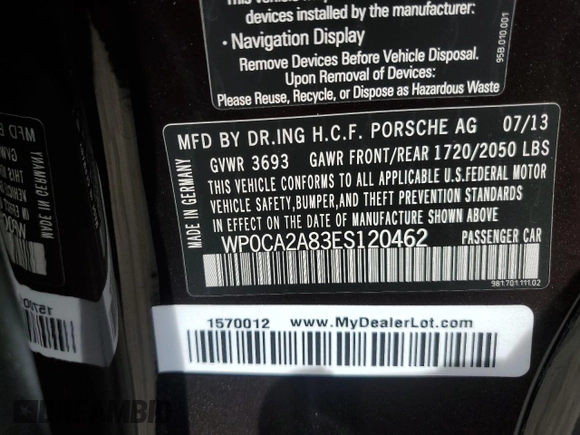 devices installed by the manufacturer:
• Navigation Display
Remove Devices Before Vehicle Disposal.
Upon Removal of Devices:
Please Reuse, Recycle, or Dispose as Hazardous Waste
95B 010.001
MFD BY DR.ING H.C.F. PORSCHE AG 07/13
GVWR 3693 GAWR FRONT/REAR 1720/2050 LBS
THIS VEHICLE CONFORMS TO ALL APPLICABLE U.S.FEDERAL MOTOR
VEHICLE SAFETY,BUMPER,AND THEFT PREVENTION STANDARDS
IN EFFECT ON THE DATE OF MANUFACTURE SHOWN ABOVE.
WP0CA2A83ES120462 PASSENGER CAR
MADE IN GERMANY
981.701.111.02
1570012 www.MyDealerLot.com